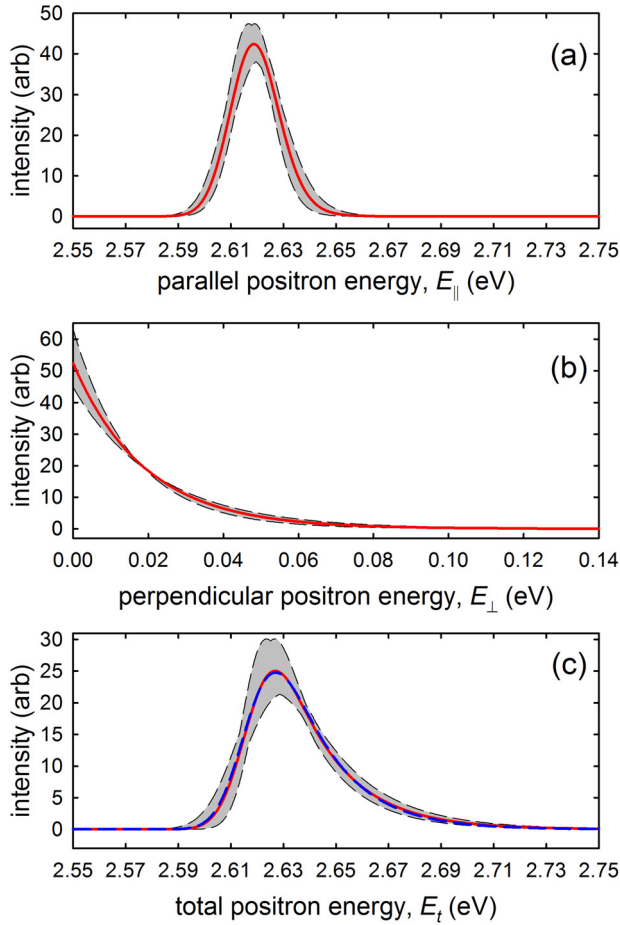 50
40
30
20
10
0
intensity (arb)
(a)
2.55 2.57 2.59 2.61 2.63 2.65 2.67 2.69 2.71 2.73 2.75
parallel positron energy, E∥ (eV)
60
50
40
30
20
10
0
intensity (arb)
(b)
0.00 0.02 0.04 0.06 0.08 0.10 0.12 0.14
perpendicular positron energy, E⊥ (eV)
30
25
20
15
10
5
0
intensity (arb)
(c)
2.55 2.57 2.59 2.61 2.63 2.65 2.67 2.69 2.71 2.73 2.75
total positron energy, Et (eV)